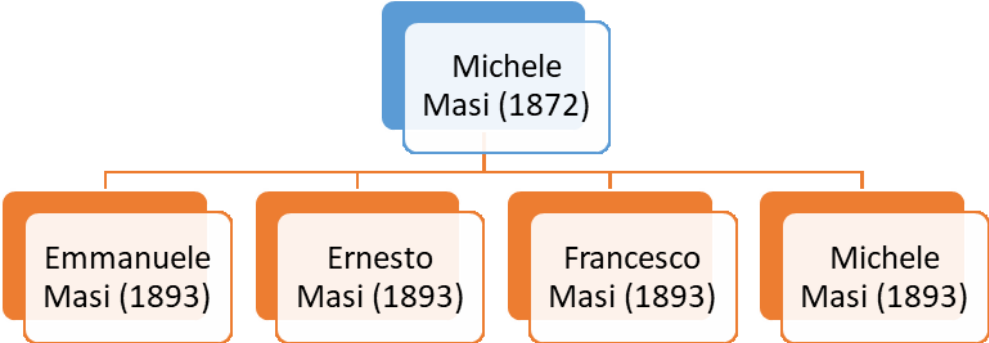 Michele
Masi (1872)
Emmanuele
Masi (1893)
Ernesto
Masi (1893)
Francesco
Masi (1893)
Michele
Masi (1893)